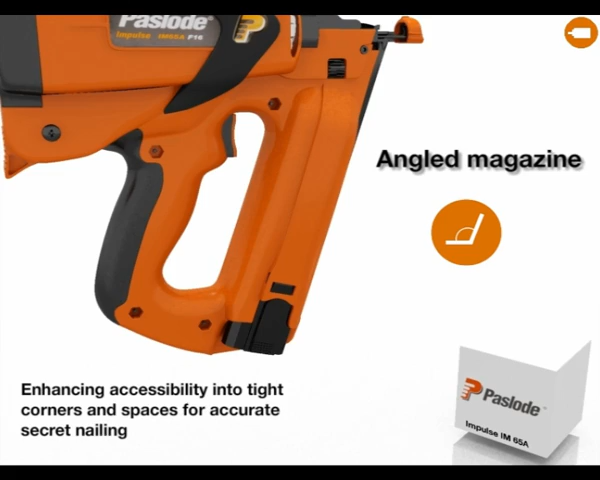 Paslode®
Impulse IM65A F16
Angled magazine
Enhancing accessibility into tight
corners and spaces for accurate
secret nailing
Paslode
Impulse IM 65A